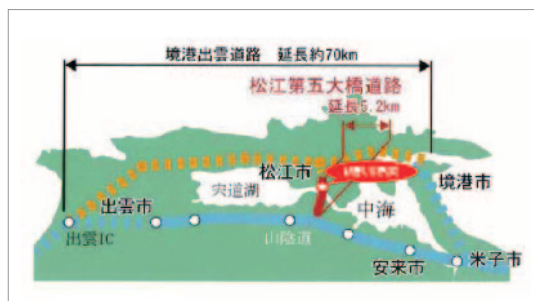 境港出雲道路 延長約70km
松江第五大橋道路
延長5.2km
松江市
宍道湖
境港市
出雲市
中海
出雲IC
山陰道
安来市
米子市